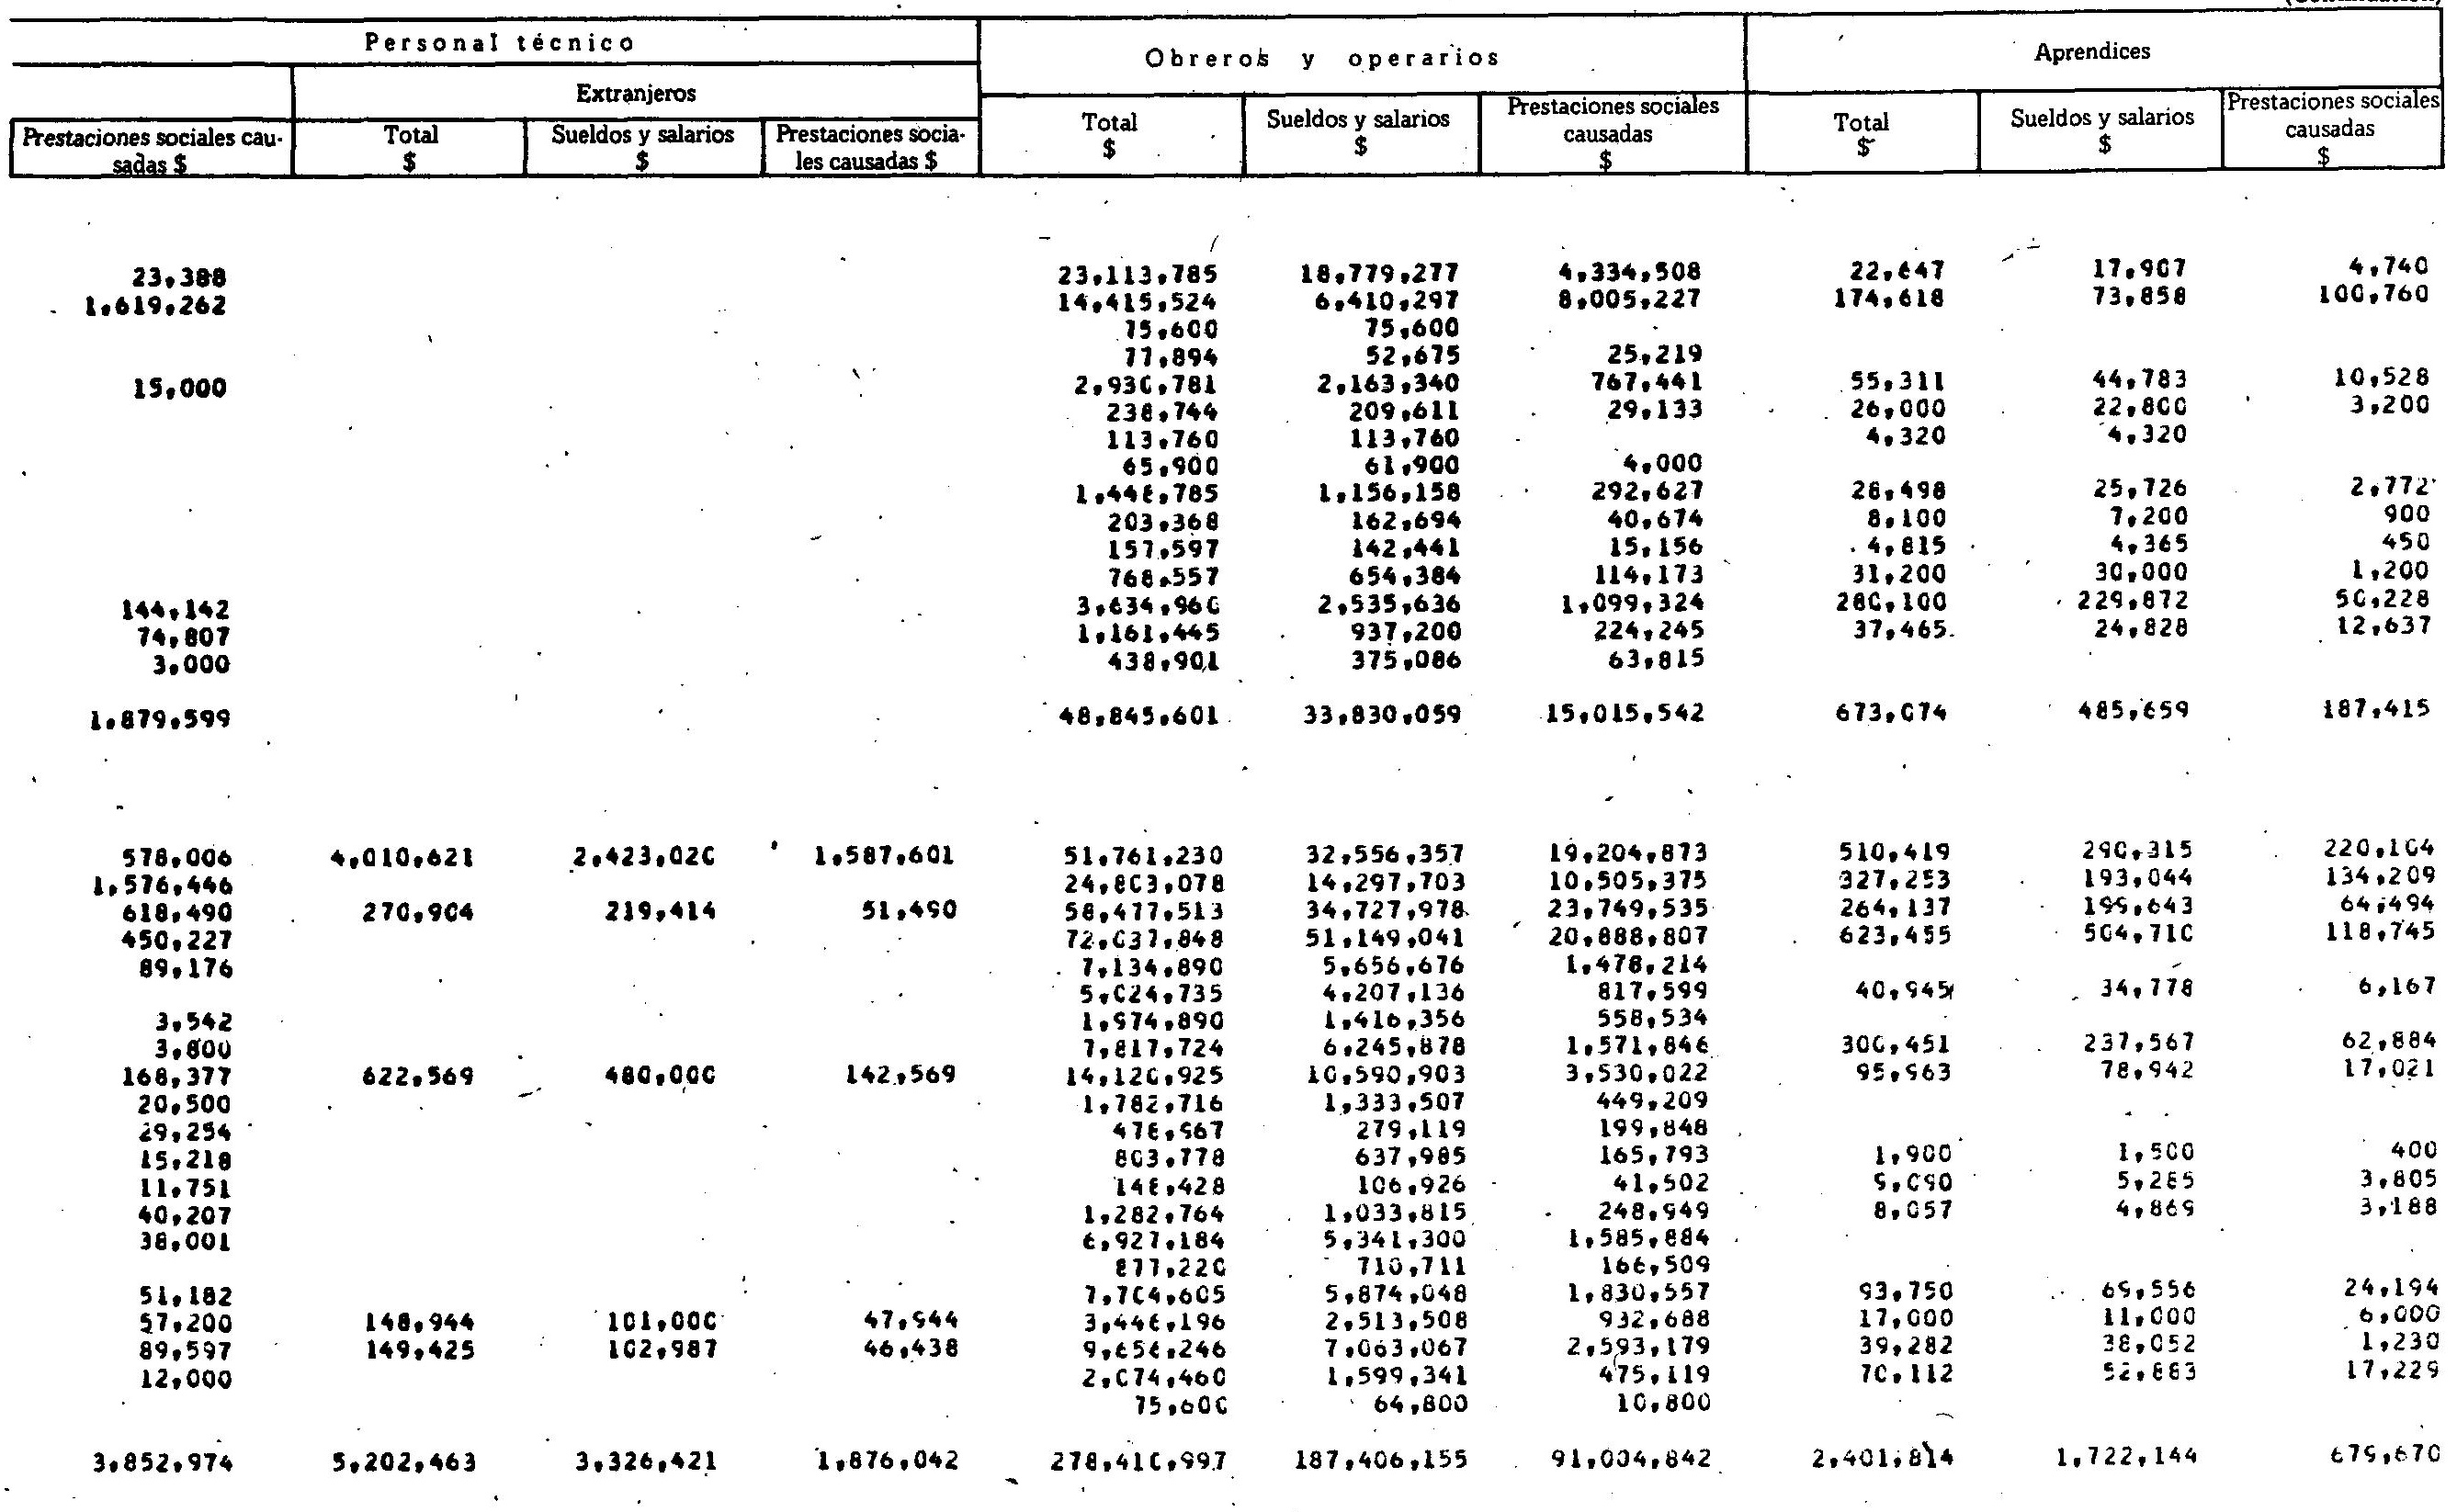 Personal técnico Obreros y operarios Aprendices
Extranjeros
Prestaciones sociales causadas $ Total $ Sueldos y salarios $ Prestaciones sociales causadas $ Total $ Sueldos y salarios $ Prestaciones sociales causadas $ Total $ Sueldos y salarios $ Prestaciones sociales causadas $
23,388 23,113,785 18,779,277 4,334,508 22,647 17,907 4,740
1,619,262 14,415,524 6,410,297 8,005,227 174,618 73,858 100,760
75,600 75,600
77,894 52,675 25,219
15,000 2,930,781 2,163,340 767,441 55,311 44,783 10,528
238,744 209,611 29,133 26,000 22,800 3,200
113,760 113,760 4,320 4,320
65,900 61,900 4,000
1,448,785 1,156,158 292,627 28,498 25,726 2,772
203,368 162,694 40,674 8,100 7,200 900
157,597 142,441 15,156 4,815 4,365 450
768,557 654,384 114,173 31,200 30,000 1,200
144,142 3,634,960 2,535,636 1,099,324 280,100 229,872 50,228
74,807 1,161,445 937,200 224,245 37,465 24,828 12,637
3,000 438,901 375,086 63,815
1,879,599 48,845,601 33,830,059 15,015,542 673,074 485,659 187,415
578,006 4,010,621 2,423,020 1,587,601 51,761,230 32,556,357 19,204,873 510,419 290,315 220,104
1,576,446 24,803,078 14,297,703 10,505,375 327,253 193,044 134,209
618,490 270,904 219,414 51,490 58,477,513 34,727,978 23,749,535 264,137 199,643 64,494
450,227 72,037,848 51,149,041 20,888,807 623,455 504,710 118,745
89,176 7,134,890 5,656,676 1,478,214
5,024,735 4,207,136 817,599 40,945 34,778 6,167
3,542 1,974,890 1,416,356 558,534
3,800 7,817,724 6,245,878 1,571,846 300,451 237,567 62,884
168,377 622,569 480,000 142,569 14,120,925 10,590,903 3,530,022 95,963 78,942 17,021
20,500 1,782,716 1,333,507 449,209
29,254 478,967 279,119 199,848
15,218 803,778 637,985 165,793 1,900 1,500 400
11,751 148,428 106,926 41,502 9,090 5,285 3,805
40,207 1,282,764 1,033,815 248,949 8,057 4,869 3,188
38,001 6,927,184 5,341,300 1,585,884
877,220 710,711 166,509
51,182 7,704,605 5,874,048 1,830,557 93,750 69,556 24,194
57,200 148,944 101,000 47,944 3,446,196 2,513,508 932,688 17,000 11,000 6,000
89,597 149,425 102,987 46,438 9,656,246 7,063,067 2,593,179 39,282 38,052 1,230
12,000 2,074,460 1,599,341 475,119 70,112 52,883 17,229
75,600 64,800 10,800
3,852,974 5,202,463 3,326,421 1,876,042 278,410,997 187,406,155 91,004,842 2,401,814 1,722,144 679,670